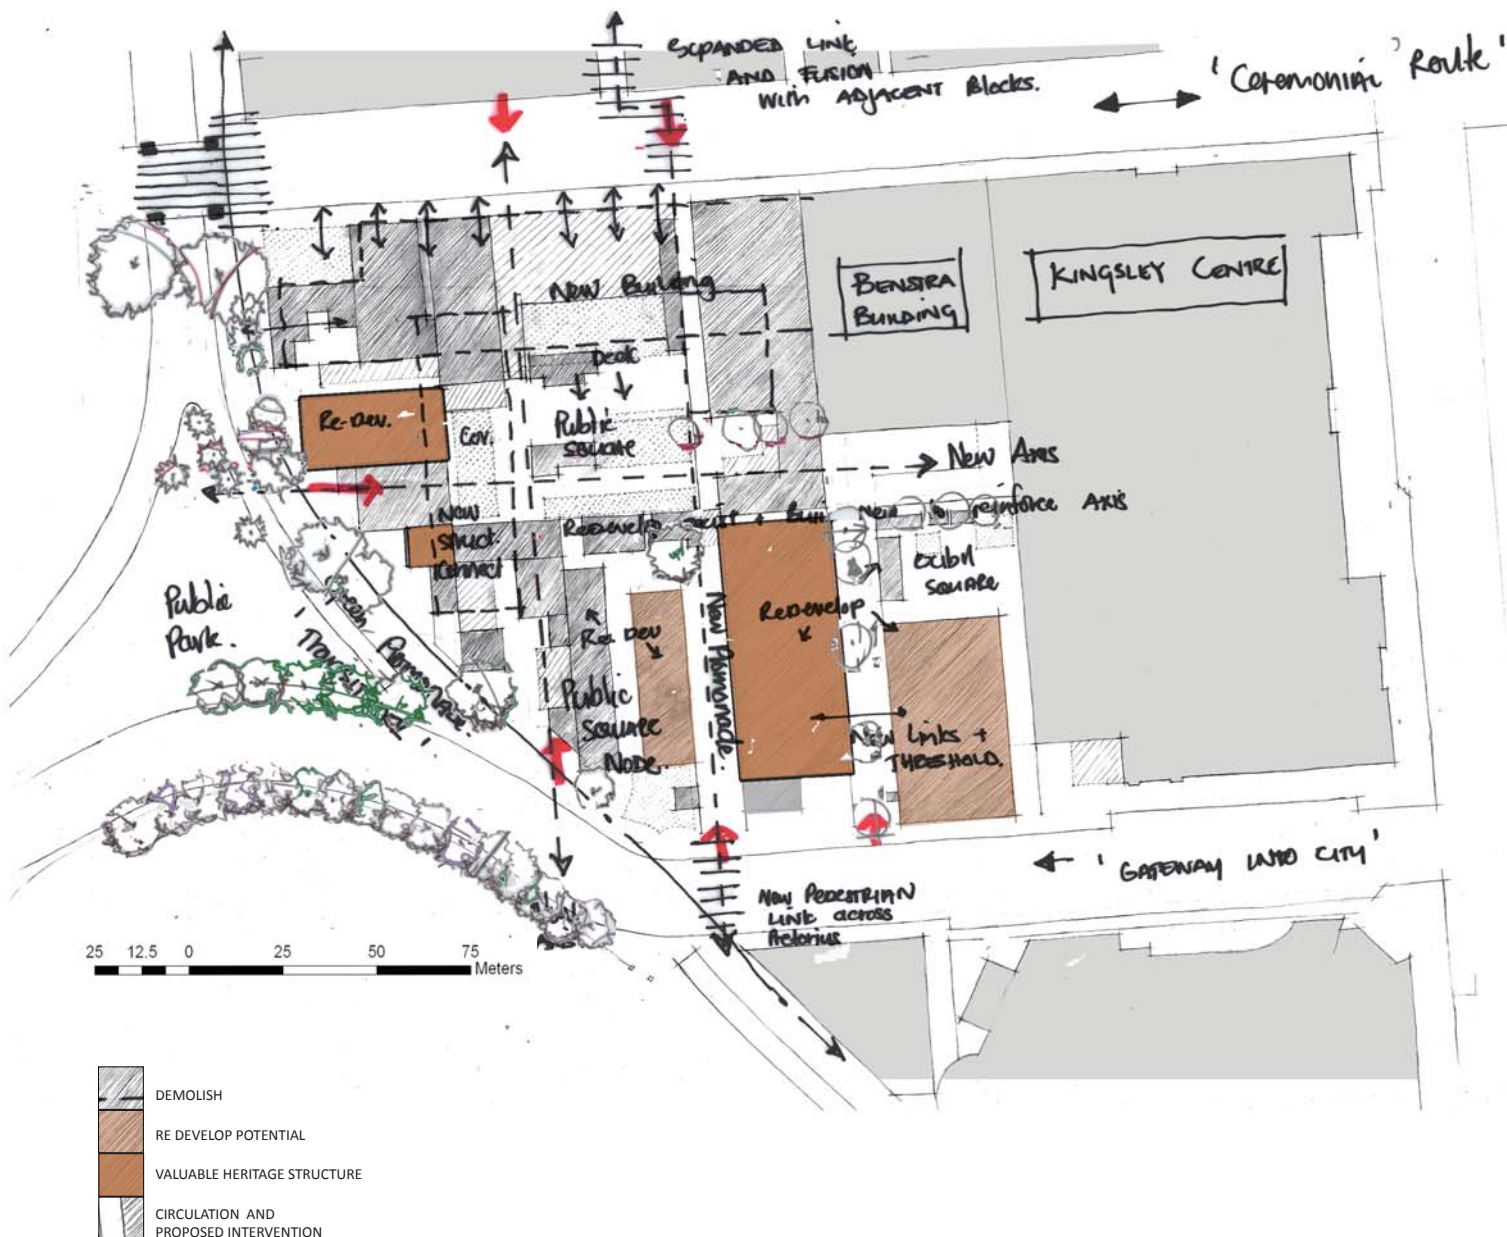 EXPANDED LINK
AND FUSION
WITH ADJACENT Blocks.
'Ceremonial Route'
BENSTRA
BUILDING
KINGSLEY CENTRE
New Building
Deck
Re-Dev.
Cov.
Public
SQUARE
New Axis
New
Struct.
Connect
Redevelop
New
reinforce Axis
SQUARE
Public
Park.
Green Promenade
Re. Dev
Redevelop
New Promanade.
Public
SQUARE
NODE.
New Links +
THRESHOLD.
'GATEWAY INTO CITY'
New PEDESTRIAN
LINK across
Pretorius
25 12.5 0 25 50 75
Meters
DEMOLISH
RE DEVELOP POTENTIAL
VALUABLE HERITAGE STRUCTURE
CIRCULATION AND
PROPOSED INTERVENTION